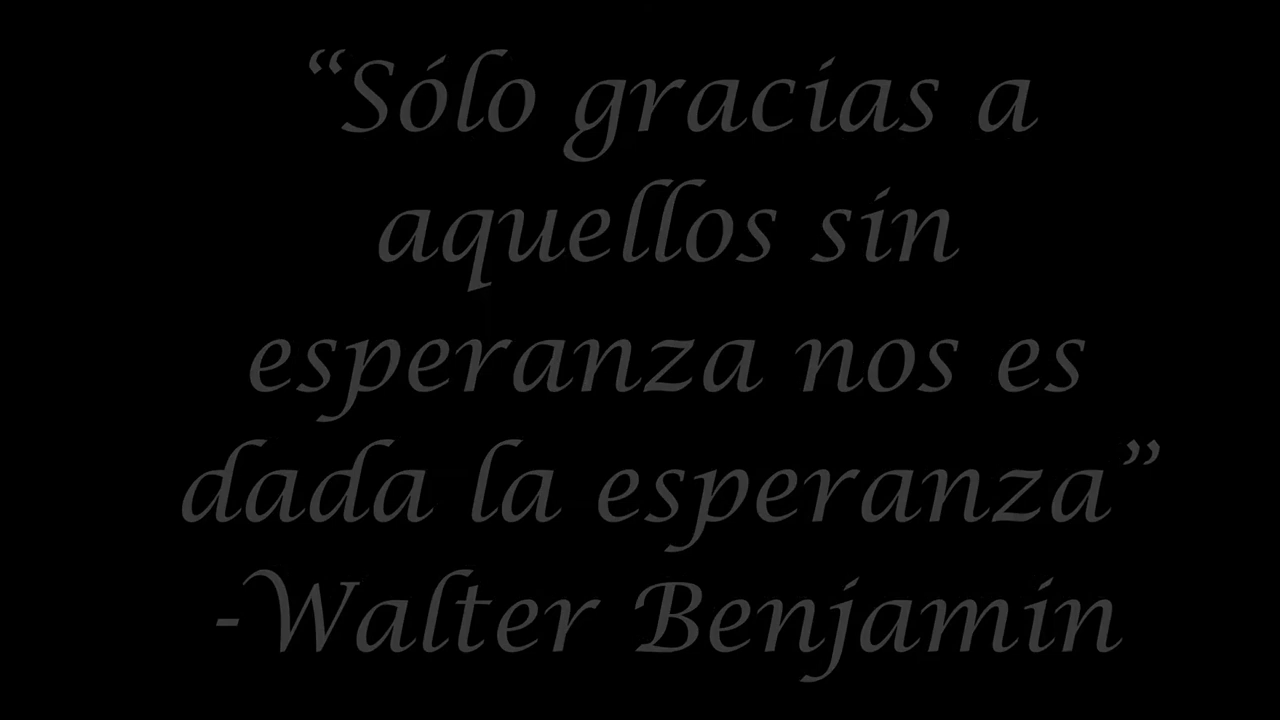 “Sólo gracias a
aquellos sin
esperanza nos es
dada la esperanza”
-Walter Benjamin